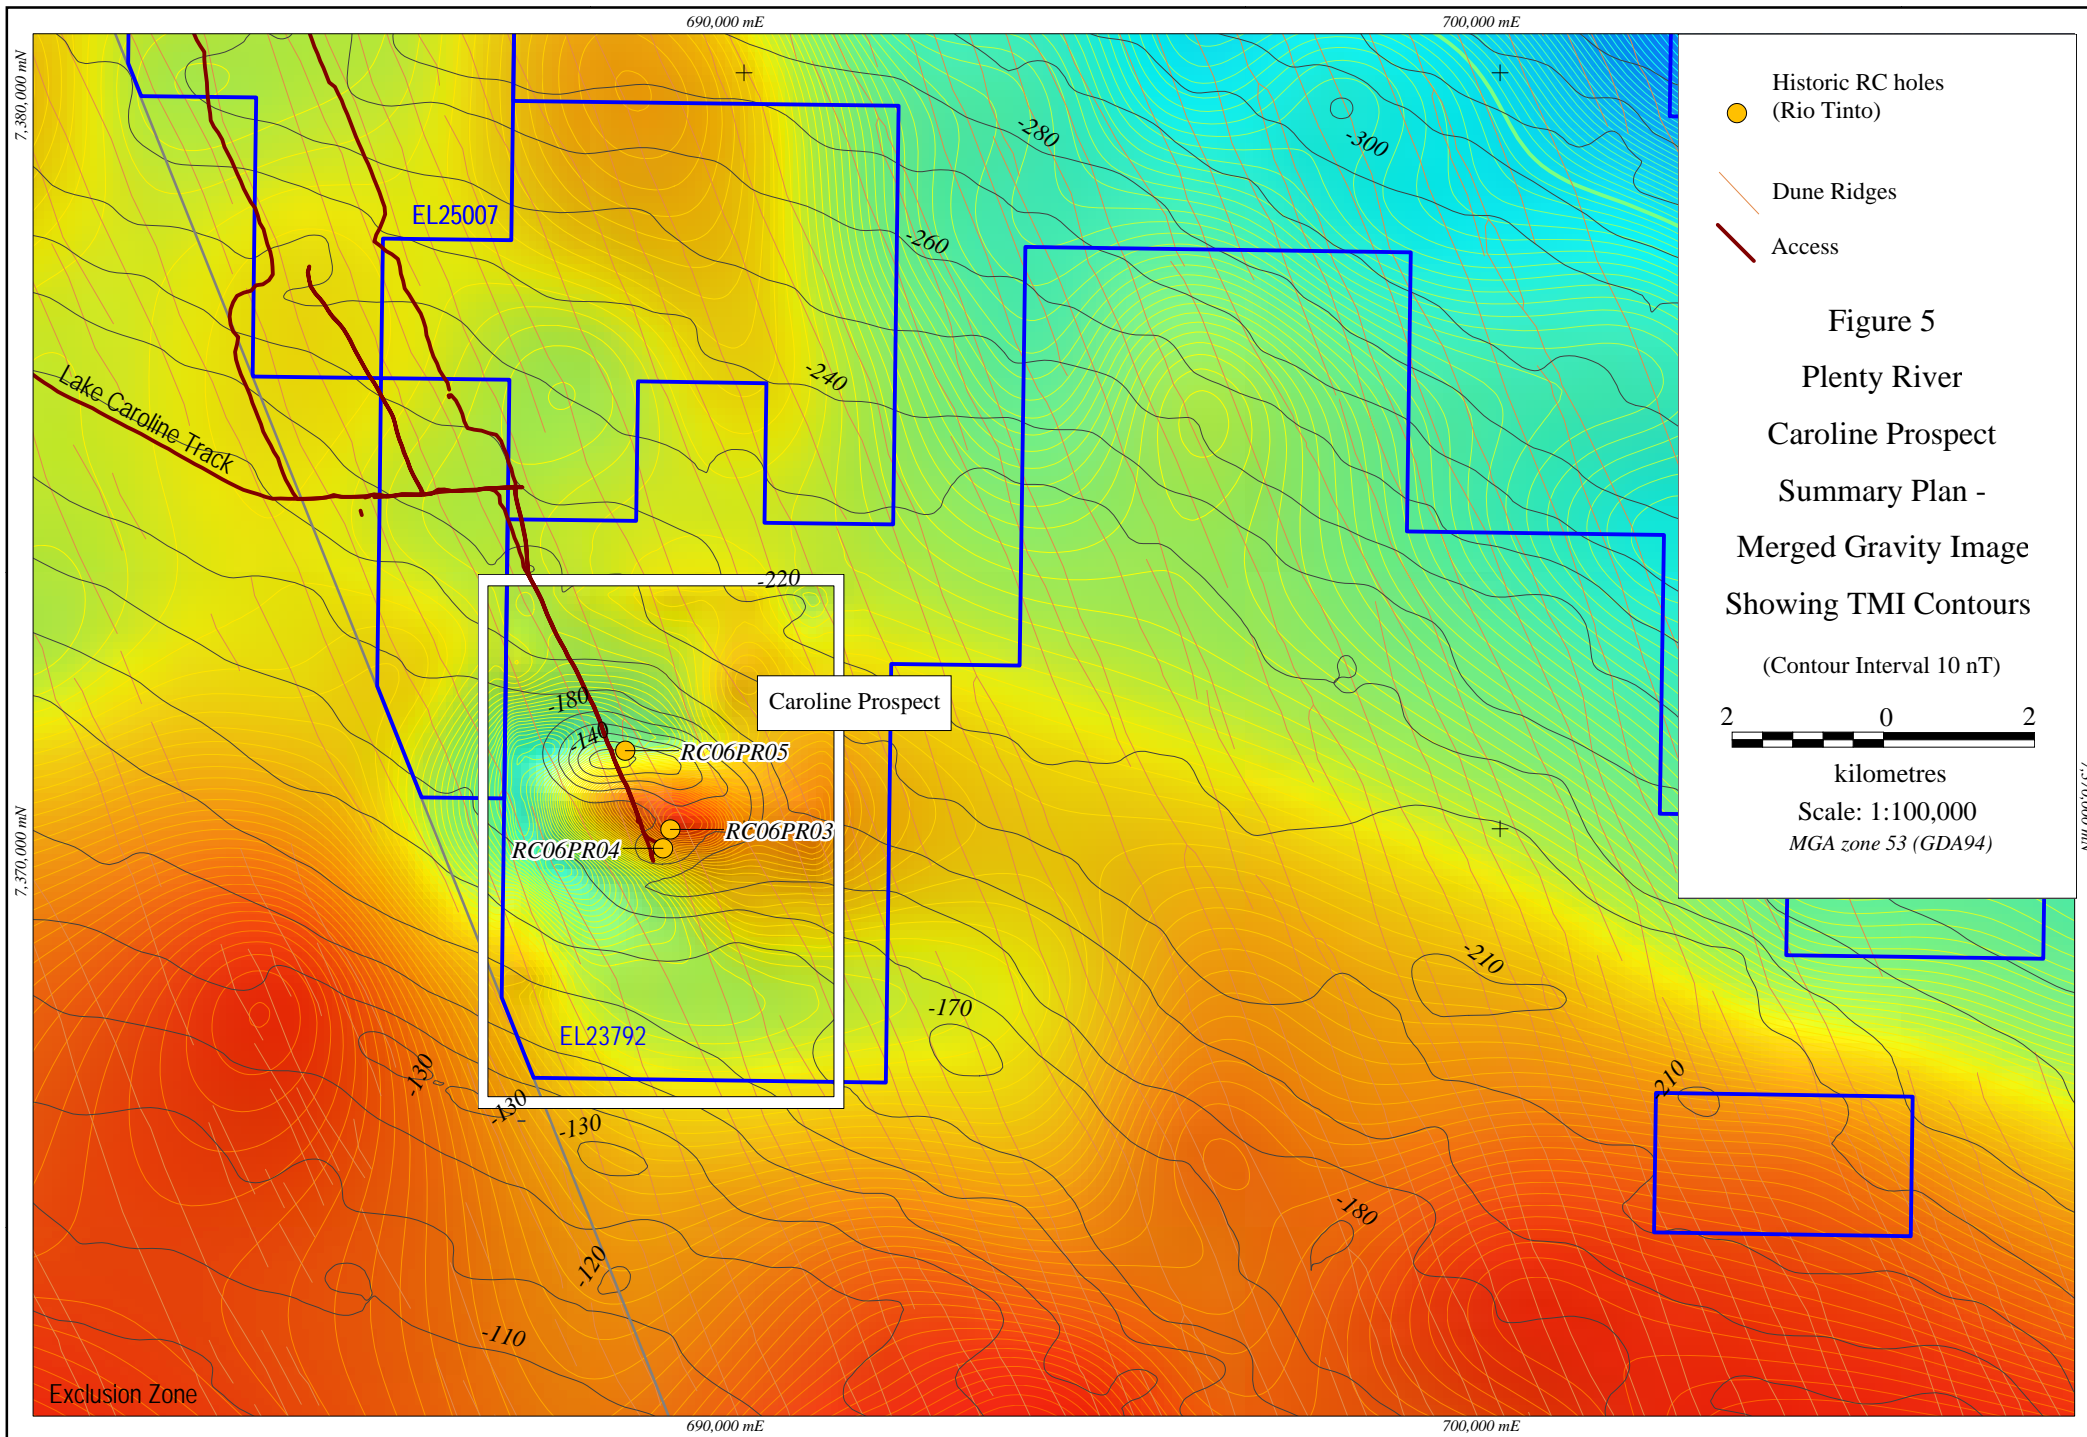 690,000 mE
700,000 mE
7,380,000 mN
7,370,000 mN
-280
-300
-260
-240
EL25007
Lake Caroline Track
-220
-180
-140
Caroline Prospect
RC06PR05
RC06PR03
RC06PR04
-210
-170
EL23792
-130
-130
-130
-210
-180
-120
-110
Exclusion Zone
690,000 mE
700,000 mE
Historic RC holes
(Rio Tinto)
Dune Ridges
Access
Figure 5
Plenty River
Caroline Prospect
Summary Plan -
Merged Gravity Image
Showing TMI Contours
(Contour Interval 10 nT)
2 0 2
kilometres
Scale: 1:100,000
MGA zone 53 (GDA94)